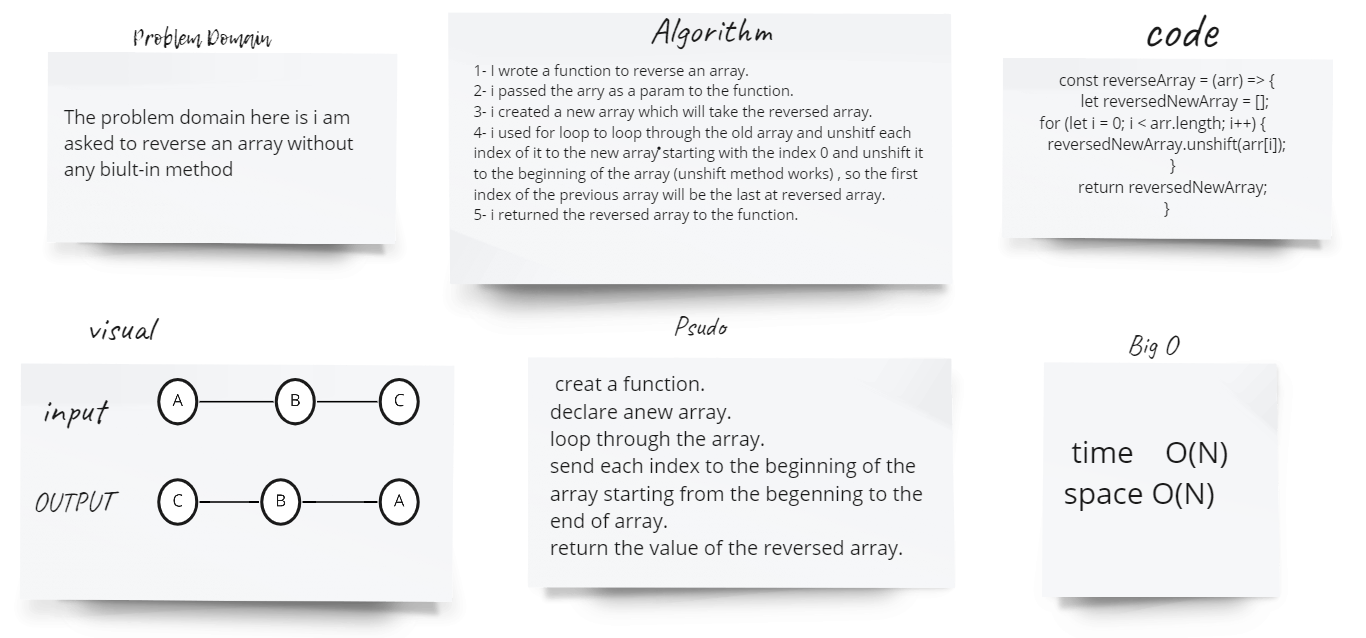 Problem Domain
The problem domain here is i am
asked to reverse an array without
any biult-in method
Algorithm
1- I wrote a function to reverse an array.
2- i passed the arry as a param to the function.
3- i created a new array which will take the reversed array.
4- i used for loop to loop through the old array and unshitf each
index of it to the new array'starting with the index 0 and unshift it
to the beginning of the array (unshift method works) , so the first
index of the previous array will be the last at reversed array.
5- i returned the reversed array to the function.
code
const reverseArray = (arr) => {
let reversedNewArray = [];
for (let i = 0; i < arr.length; i++) {
reversedNewArray.unshift(arr[i]);
}
return reversedNewArray;
}
visual
input
A B C
OUTPUT
C B A
Psudo
creat a function.
declare anew array.
loop through the array.
send each index to the beginning of the
array starting from the begenning to the
end of array.
return the value of the reversed array.
Big O
time O(N)
space O(N)